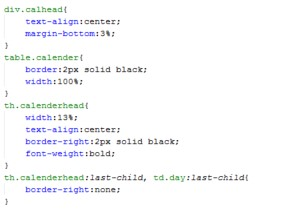 div.calhead{
    text-align:center;
    margin-bottom:3%;
}
table.calender{
    border:2px solid black;
    width:100%;
}
th.calenderhead{
    width:13%;
    text-align:center;
    border-right:2px solid black;
    font-weight:bold;
}
th.calenderhead:last-child, td.day:last-child{
    border-right:none;
}